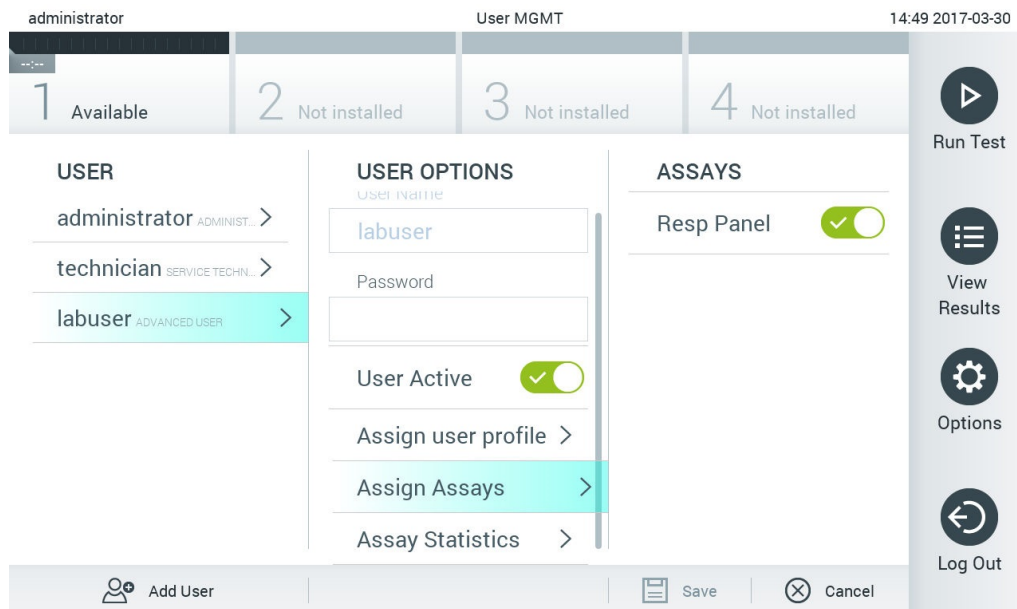 administrator User MGMT 14:49 2017-03-30
--:--
1 Available 2 Not installed 3 Not installed 4 Not installed
Run Test
USER
administrator ADMINIST... >
technician SERVICE TECHN... >
labuser ADVANCED USER >
USER OPTIONS
User Name
labuser
Password
User Active
Assign user profile >
Assign Assays >
Assay Statistics >
ASSAYS
Resp Panel
View
Results
Options
Log Out
Add User
Save
Cancel